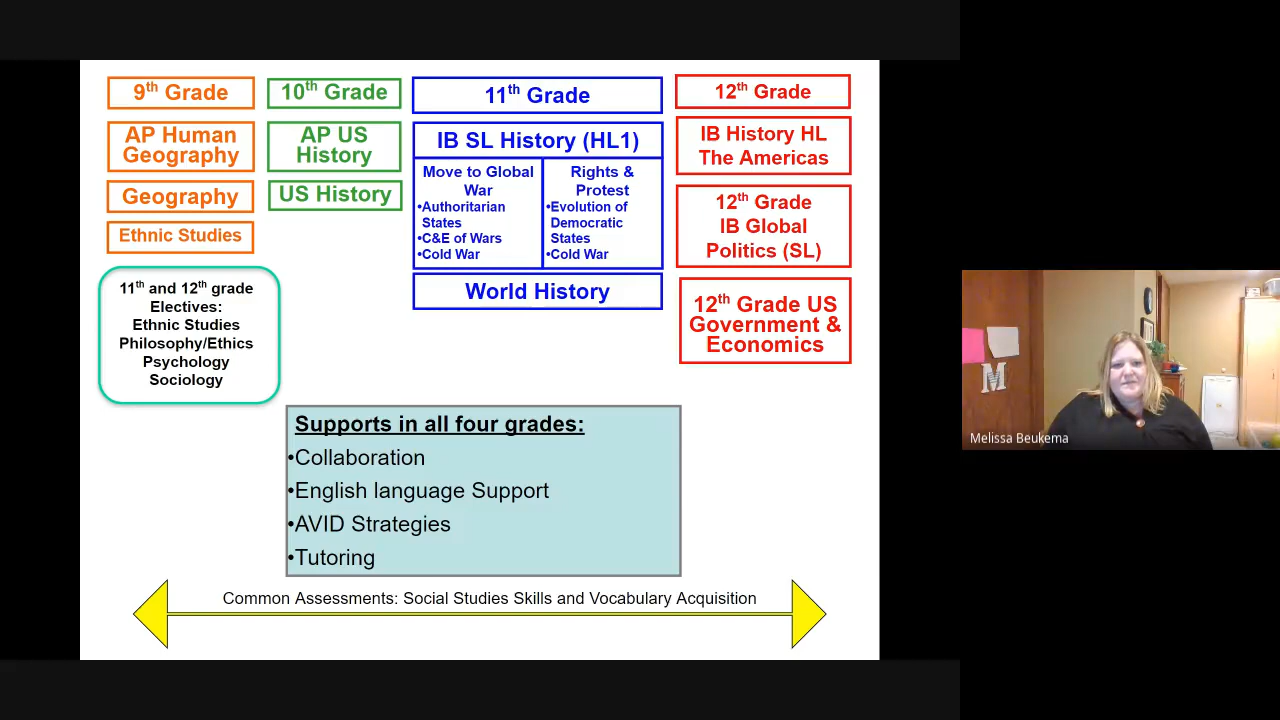 9th Grade
AP Human
Geography
Geography
Ethnic Studies
11th and 12th grade
Electives:
Ethnic Studies
Philosophy/Ethics
Psychology
Sociology
10th Grade
AP US
History
US History
11th Grade
IB SL History (HL1)
Move to Global
War
•Authoritarian
States
•C&E of Wars
•Cold War
Rights &
Protest
•Evolution of
Democratic
States
•Cold War
World History
12th Grade
IB History HL
The Americas
12th Grade
IB Global
Politics (SL)
12th Grade US
Government &
Economics
Supports in all four grades:
•Collaboration
•English language Support
•AVID Strategies
•Tutoring
Common Assessments: Social Studies Skills and Vocabulary Acquisition
M
Melissa Beukema